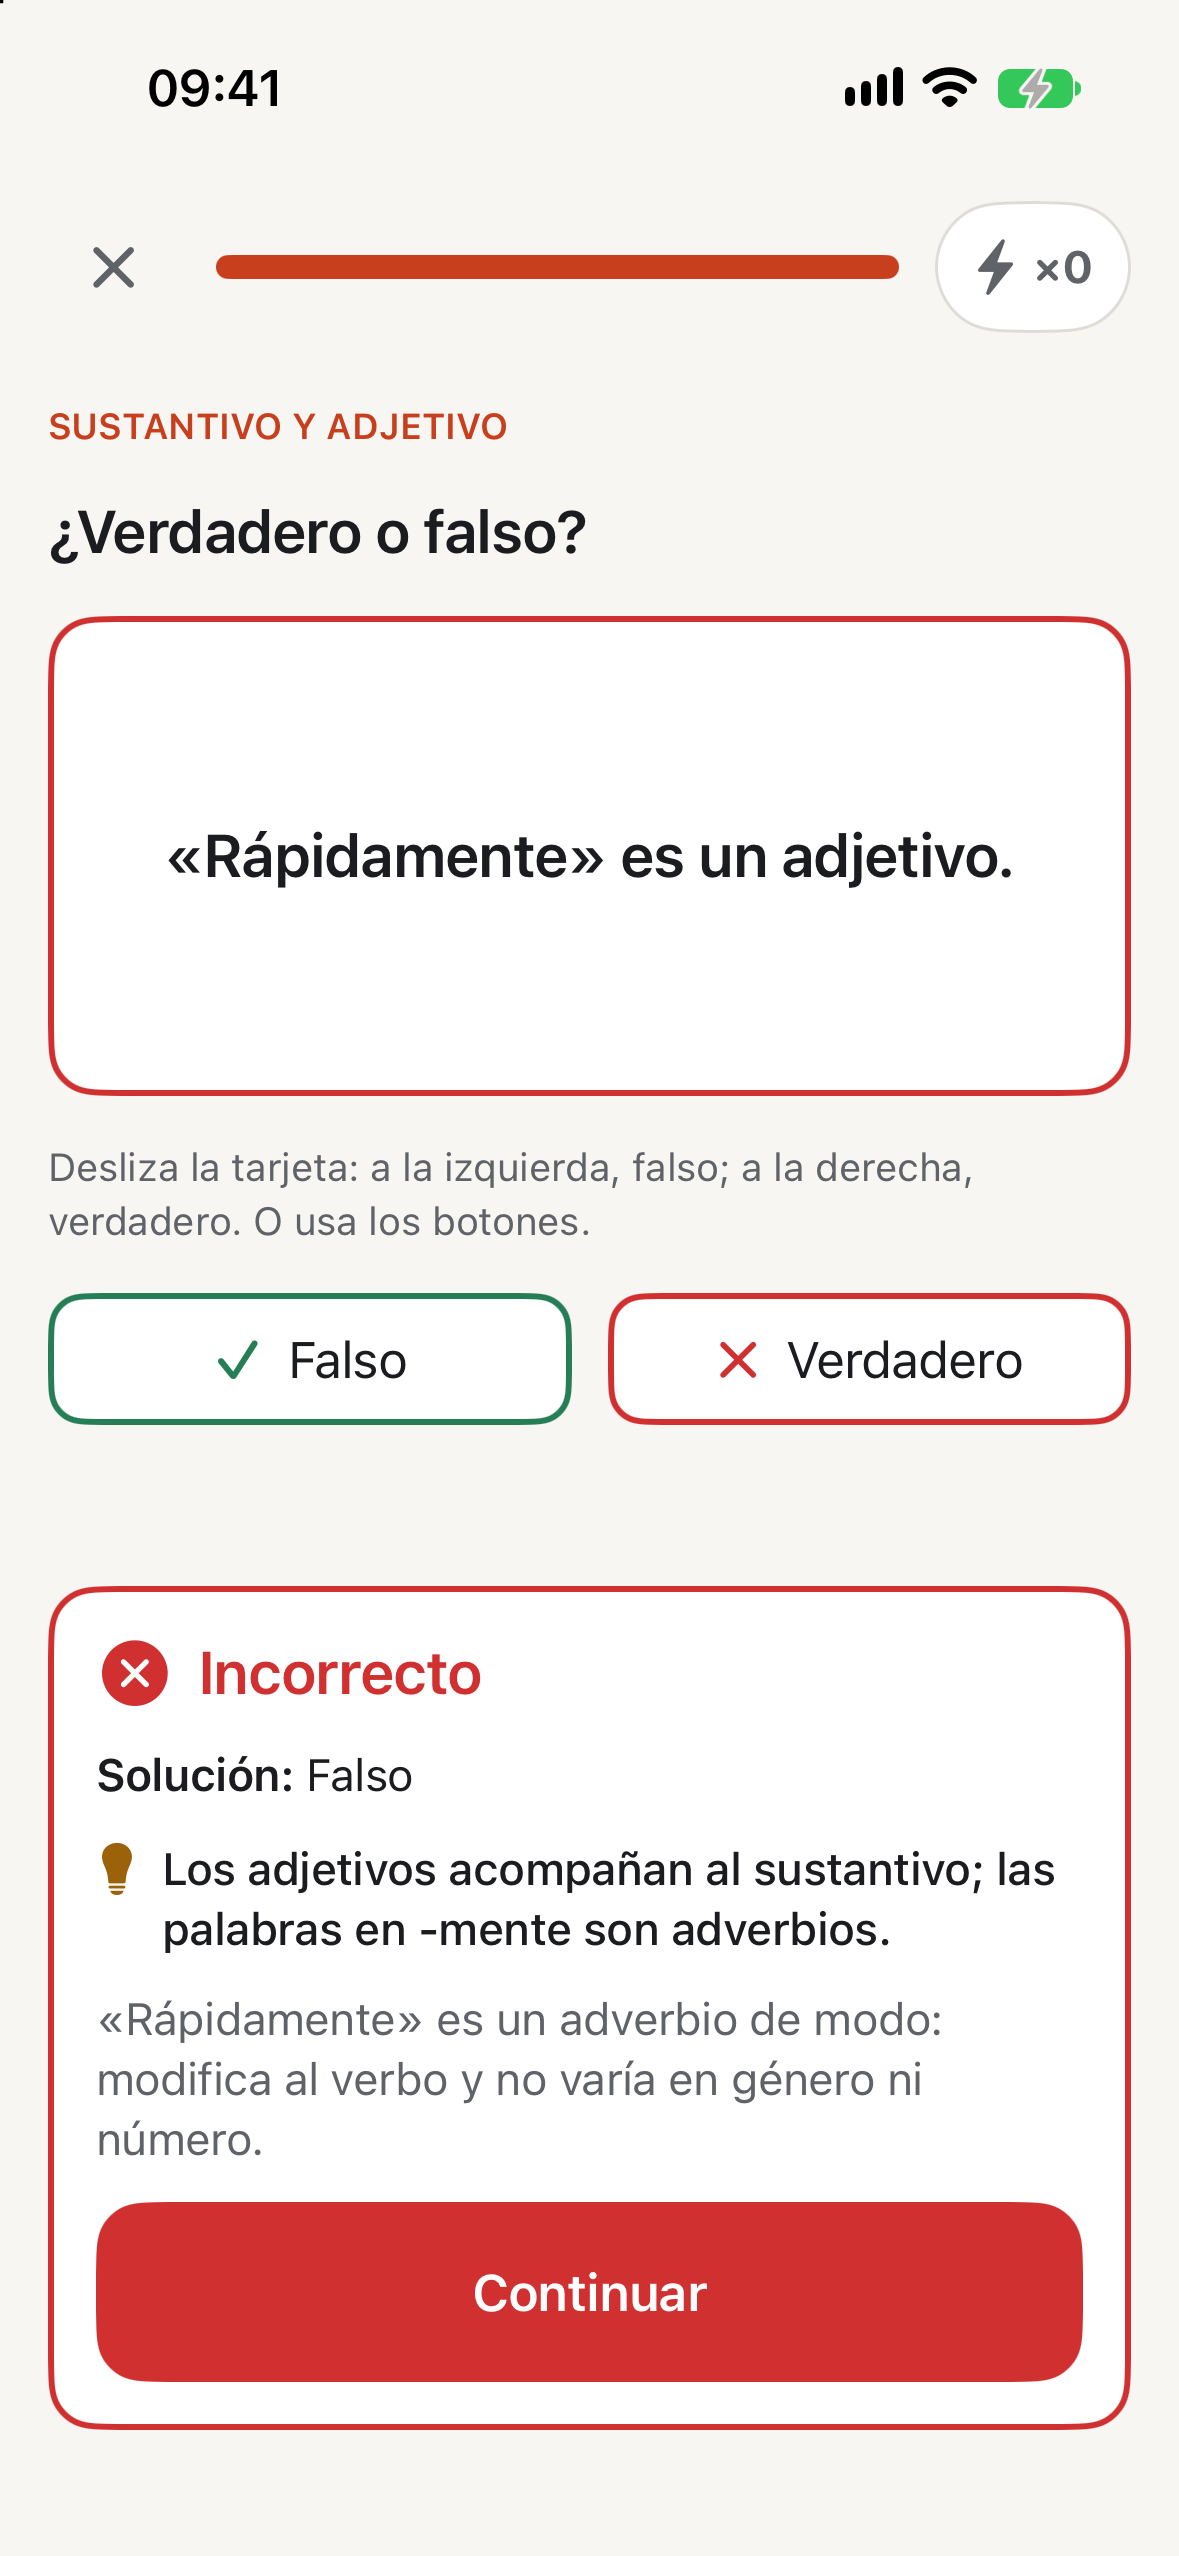 09:41
×0
SUSTANTIVO Y ADJETIVO
¿Verdadero o falso?
«Rápidamente» es un adjetivo.
Desliza la tarjeta: a la izquierda, falso; a la derecha,
verdadero. O usa los botones.
Falso
Verdadero
Incorrecto
Solución: Falso
Los adjetivos acompañan al sustantivo; las
palabras en -mente son adverbios.
«Rápidamente» es un adverbio de modo:
modifica al verbo y no varía en género ni
número.
Continuar